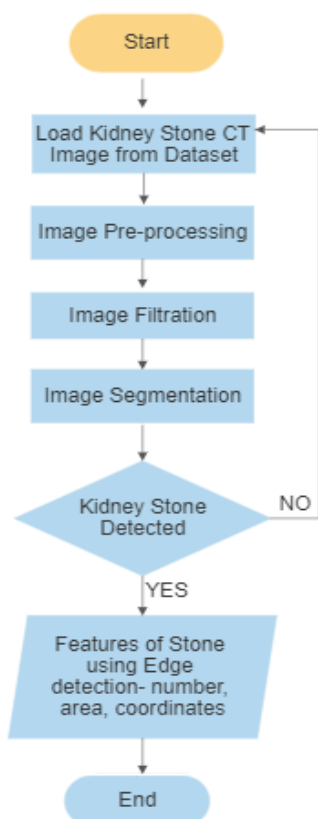 Start
Load Kidney Stone CT
Image from Dataset
Image Pre-processing
Image Filtration
Image Segmentation
Kidney Stone
Detected
NO
YES
Features of Stone
using Edge
detection- number,
area, coordinates
End